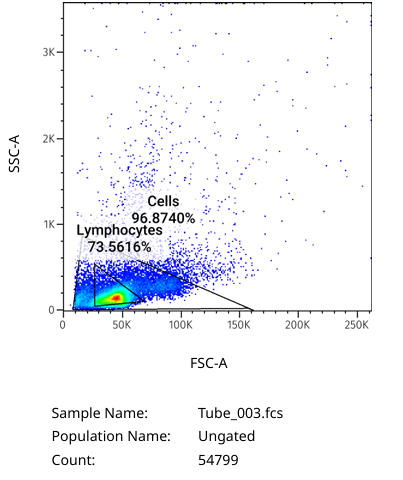 SSC-A
3K
2K
1K
0
Cells
96.8740%
Lymphocytes
73.5616%
0 50K 100K 150K 200K 250K
FSC-A
Sample Name: Tube_003.fcs
Population Name: Ungated
Count: 54799